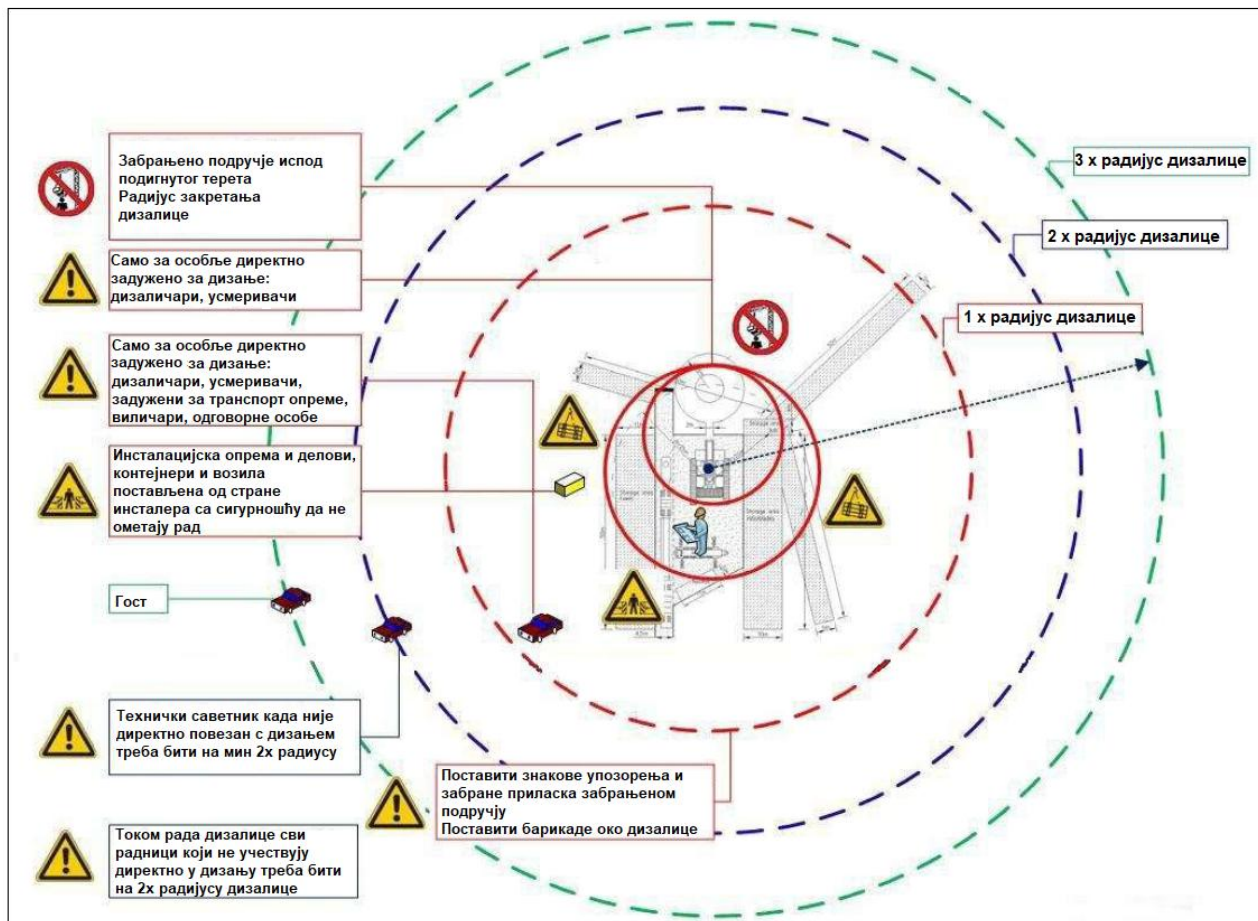 Забрањено подручје испод
подигнутог терета
Радијус закретања
дизалице
Само за особље директно
задужено за дизање:
дизаличари, усмеривачи
Само за особље директно
задужено за дизање:
дизаличари, усмеривачи,
задужени за транспорт опреме,
виличари, одговорне особе
Инсталацијска опрема и делови,
контејнери и возила
постављена од стране
инсталера са сигурношћу да не
ометају рад
Гост
Технички саветник када није
директно повезан с дизањем
треба бити на мин 2х радиусу
Током рада дизалице сви
радници који не учествују
директно у дизању треба бити
на 2х радијусу дизалице
Поставити знакове упозорења и
забране приласка забрањеном
подручју
Поставити барикаде око дизалице
3 х радијус дизалице
2 х радијус дизалице
1 х радијус дизалице